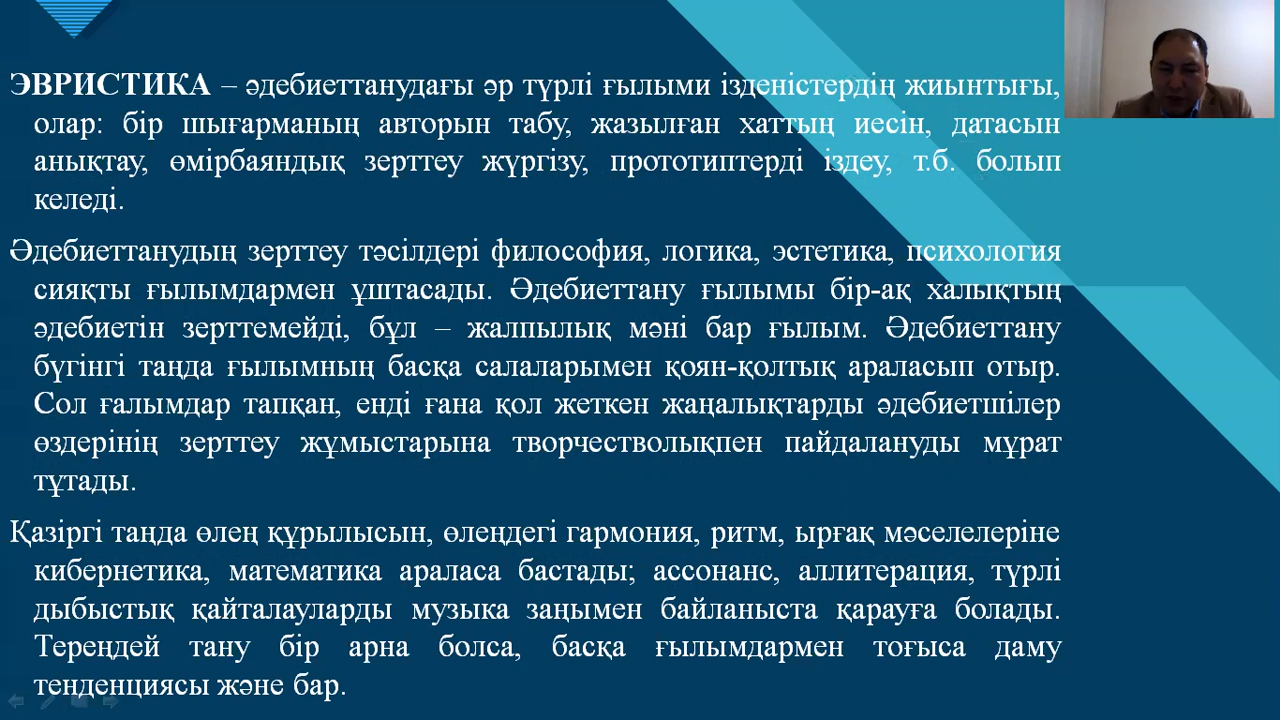 ЭВРИСТИКА – әдебиеттанудағы әр түрлі ғылыми ізденістердің жиынтығы,
олар: бір шығарманың авторын табу, жазылған хаттың иесін, датасын
анықтау, өмірбаяндық зерттеу жүргізу, прототиптерді іздеу, т.б. болып
келеді.
Әдебиеттанудың зерттеу тәсілдері философия, логика, эстетика, психология
сияқты ғылымдармен ұштасады. Әдебиеттану ғылымы бір-ақ халықтың
әдебиетін зерттемейді, бұл – жалпылық мәні бар ғылым. Әдебиеттану
бүгінгі таңда ғылымның басқа салаларымен қоян-қолтық араласып отыр.
Сол ғалымдар тапқан, енді ғана қол жеткен жаңалықтарды әдебиетшілер
өздерінің зерттеу жұмыстарына творчестволықпен пайдалануды мұрат
тұтады.
Қазіргі таңда өлең құрылысын, өлеңдегі гармония, ритм, ырғақ мәселелеріне
кибернетика, математика араласа бастады; ассонанс, аллитерация, түрлі
дыбыстық қайталауларды музыка заңымен байланыста қарауға болады.
Тереңдей тану бір арна болса, басқа ғылымдармен тоғыса даму
тенденциясы және бар.